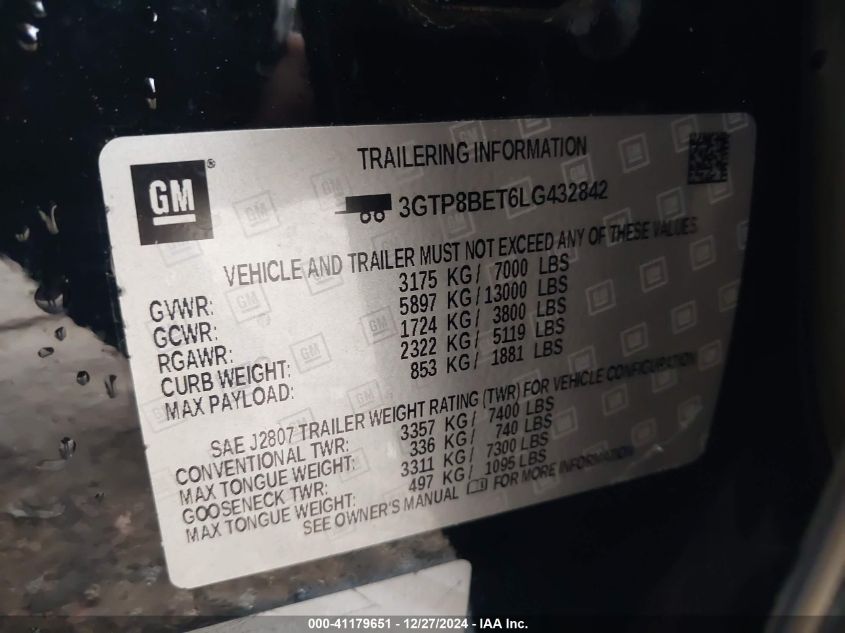 GM®
TRAILERING INFORMATION
3GTP8BET6LG432842
VEHICLE AND TRAILER MUST NOT EXCEED ANY OF THESE VALUES
GVWR: 3175 KG/ 7000 LBS
GCWR: 5897 KG/13000 LBS
RGAWR: 1724 KG/ 3800 LBS
CURB WEIGHT: 2322 KG/ 5119 LBS
MAX PAYLOAD: 853 KG/ 1881 LBS
SAE J2807 TRAILER WEIGHT RATING (TWR) FOR VEHICLE CONFIGURATION
CONVENTIONAL TWR: 3357 KG/ 7400 LBS
MAX TONGUE WEIGHT: 336 KG/ 740 LBS
GOOSENECK TWR: 3311 KG/ 7300 LBS
MAX TONGUE WEIGHT: 497 KG/ 1095 LBS
SEE OWNER'S MANUAL FOR MORE INFORMATION
000-41179651 - 12/27/2024 - IAA Inc.